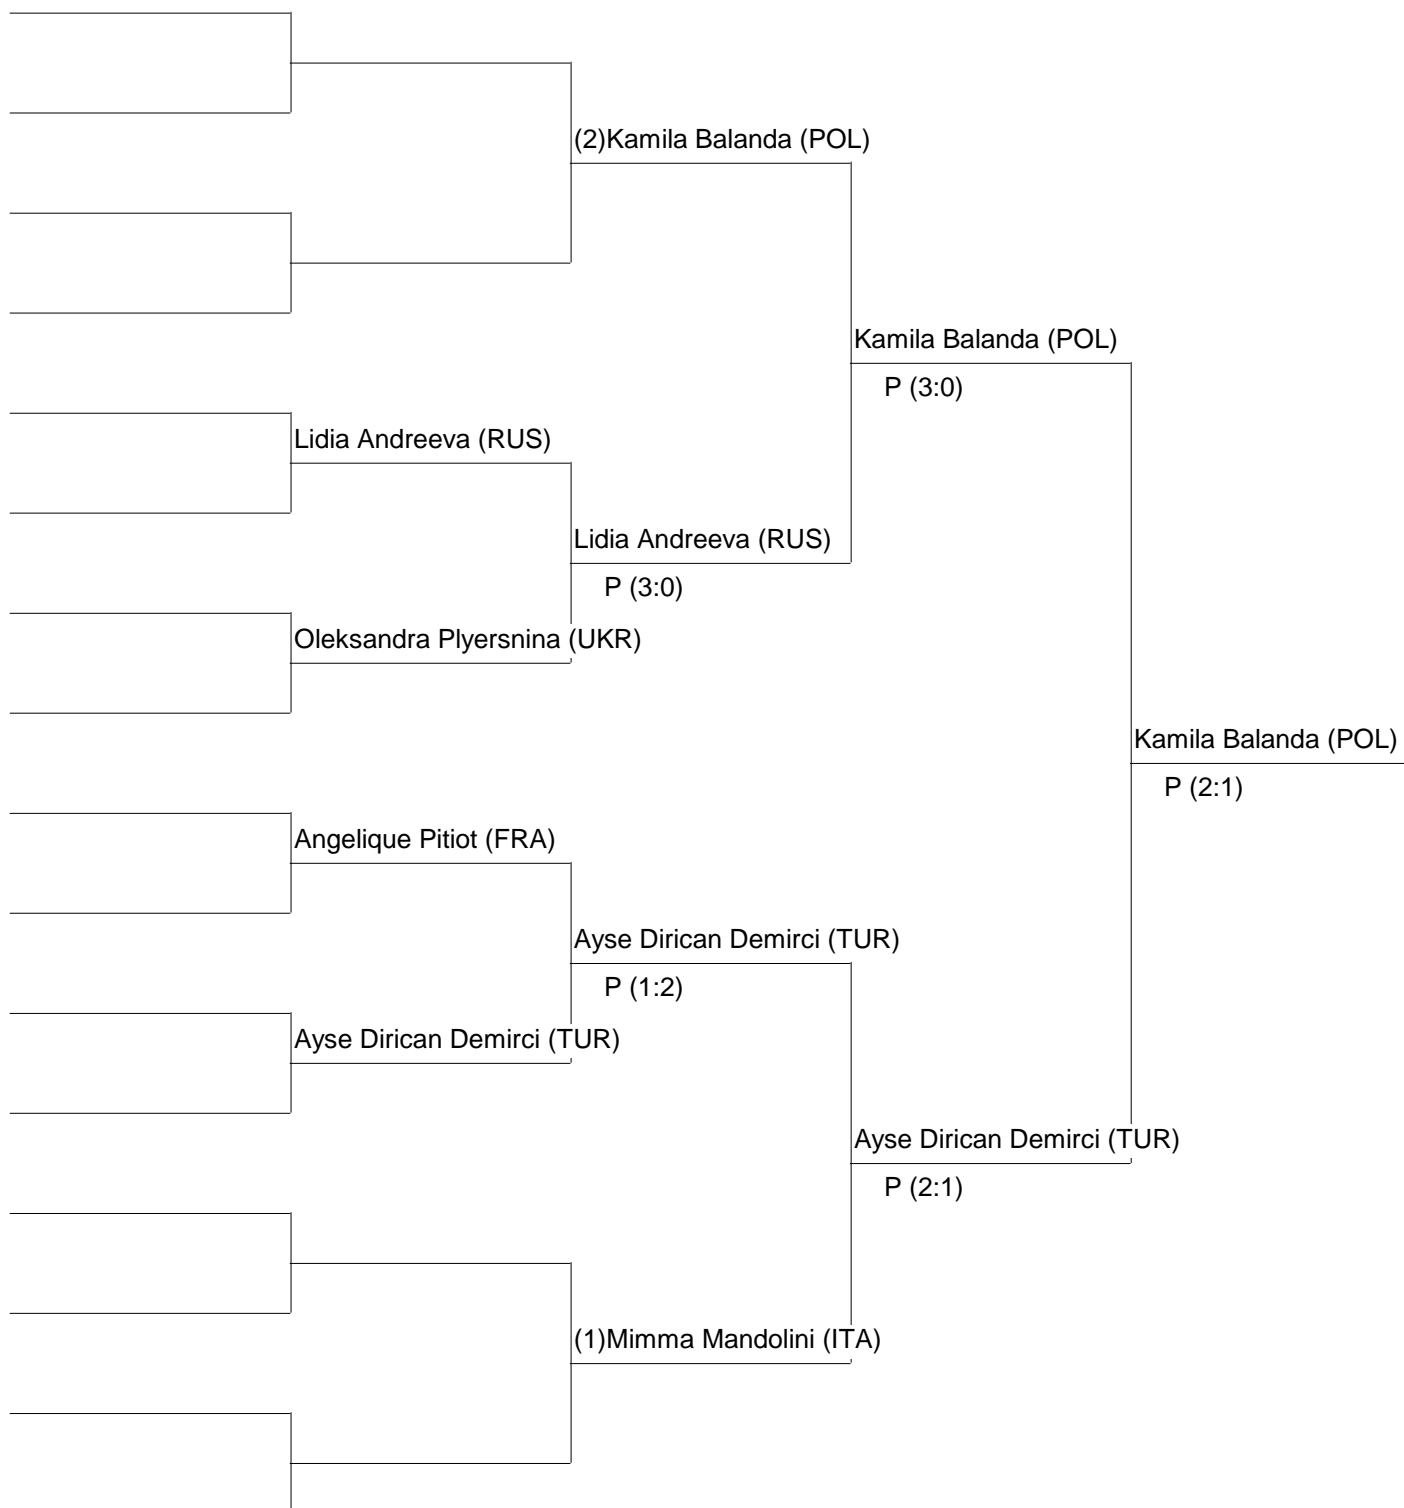 (2)Kamila Balanda (POL)
Kamila Balanda (POL)
P (3:0)
Lidia Andreeva (RUS)
Lidia Andreeva (RUS)
P (3:0)
Oleksandra Plyersnina (UKR)
Kamila Balanda (POL)
P (2:1)
Angelique Pitiot (FRA)
Ayse Dirican Demirci (TUR)
P (1:2)
Ayse Dirican Demirci (TUR)
Ayse Dirican Demirci (TUR)
P (2:1)
(1)Mimma Mandolini (ITA)